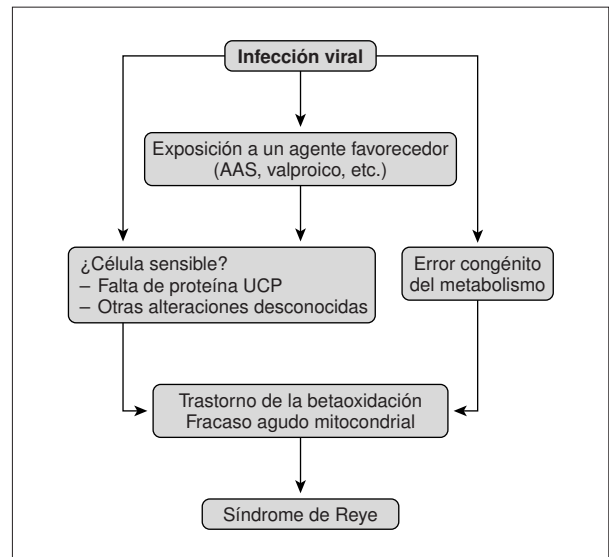 Infección viral
Exposición a un agente favorecedor
(AAS, valproico, etc.)
¿Célula sensible?
– Falta de proteína UCP
– Otras alteraciones desconocidas
Error congénito
del metabolismo
Trastorno de la betaoxidación
Fracaso agudo mitocondrial
Síndrome de Reye